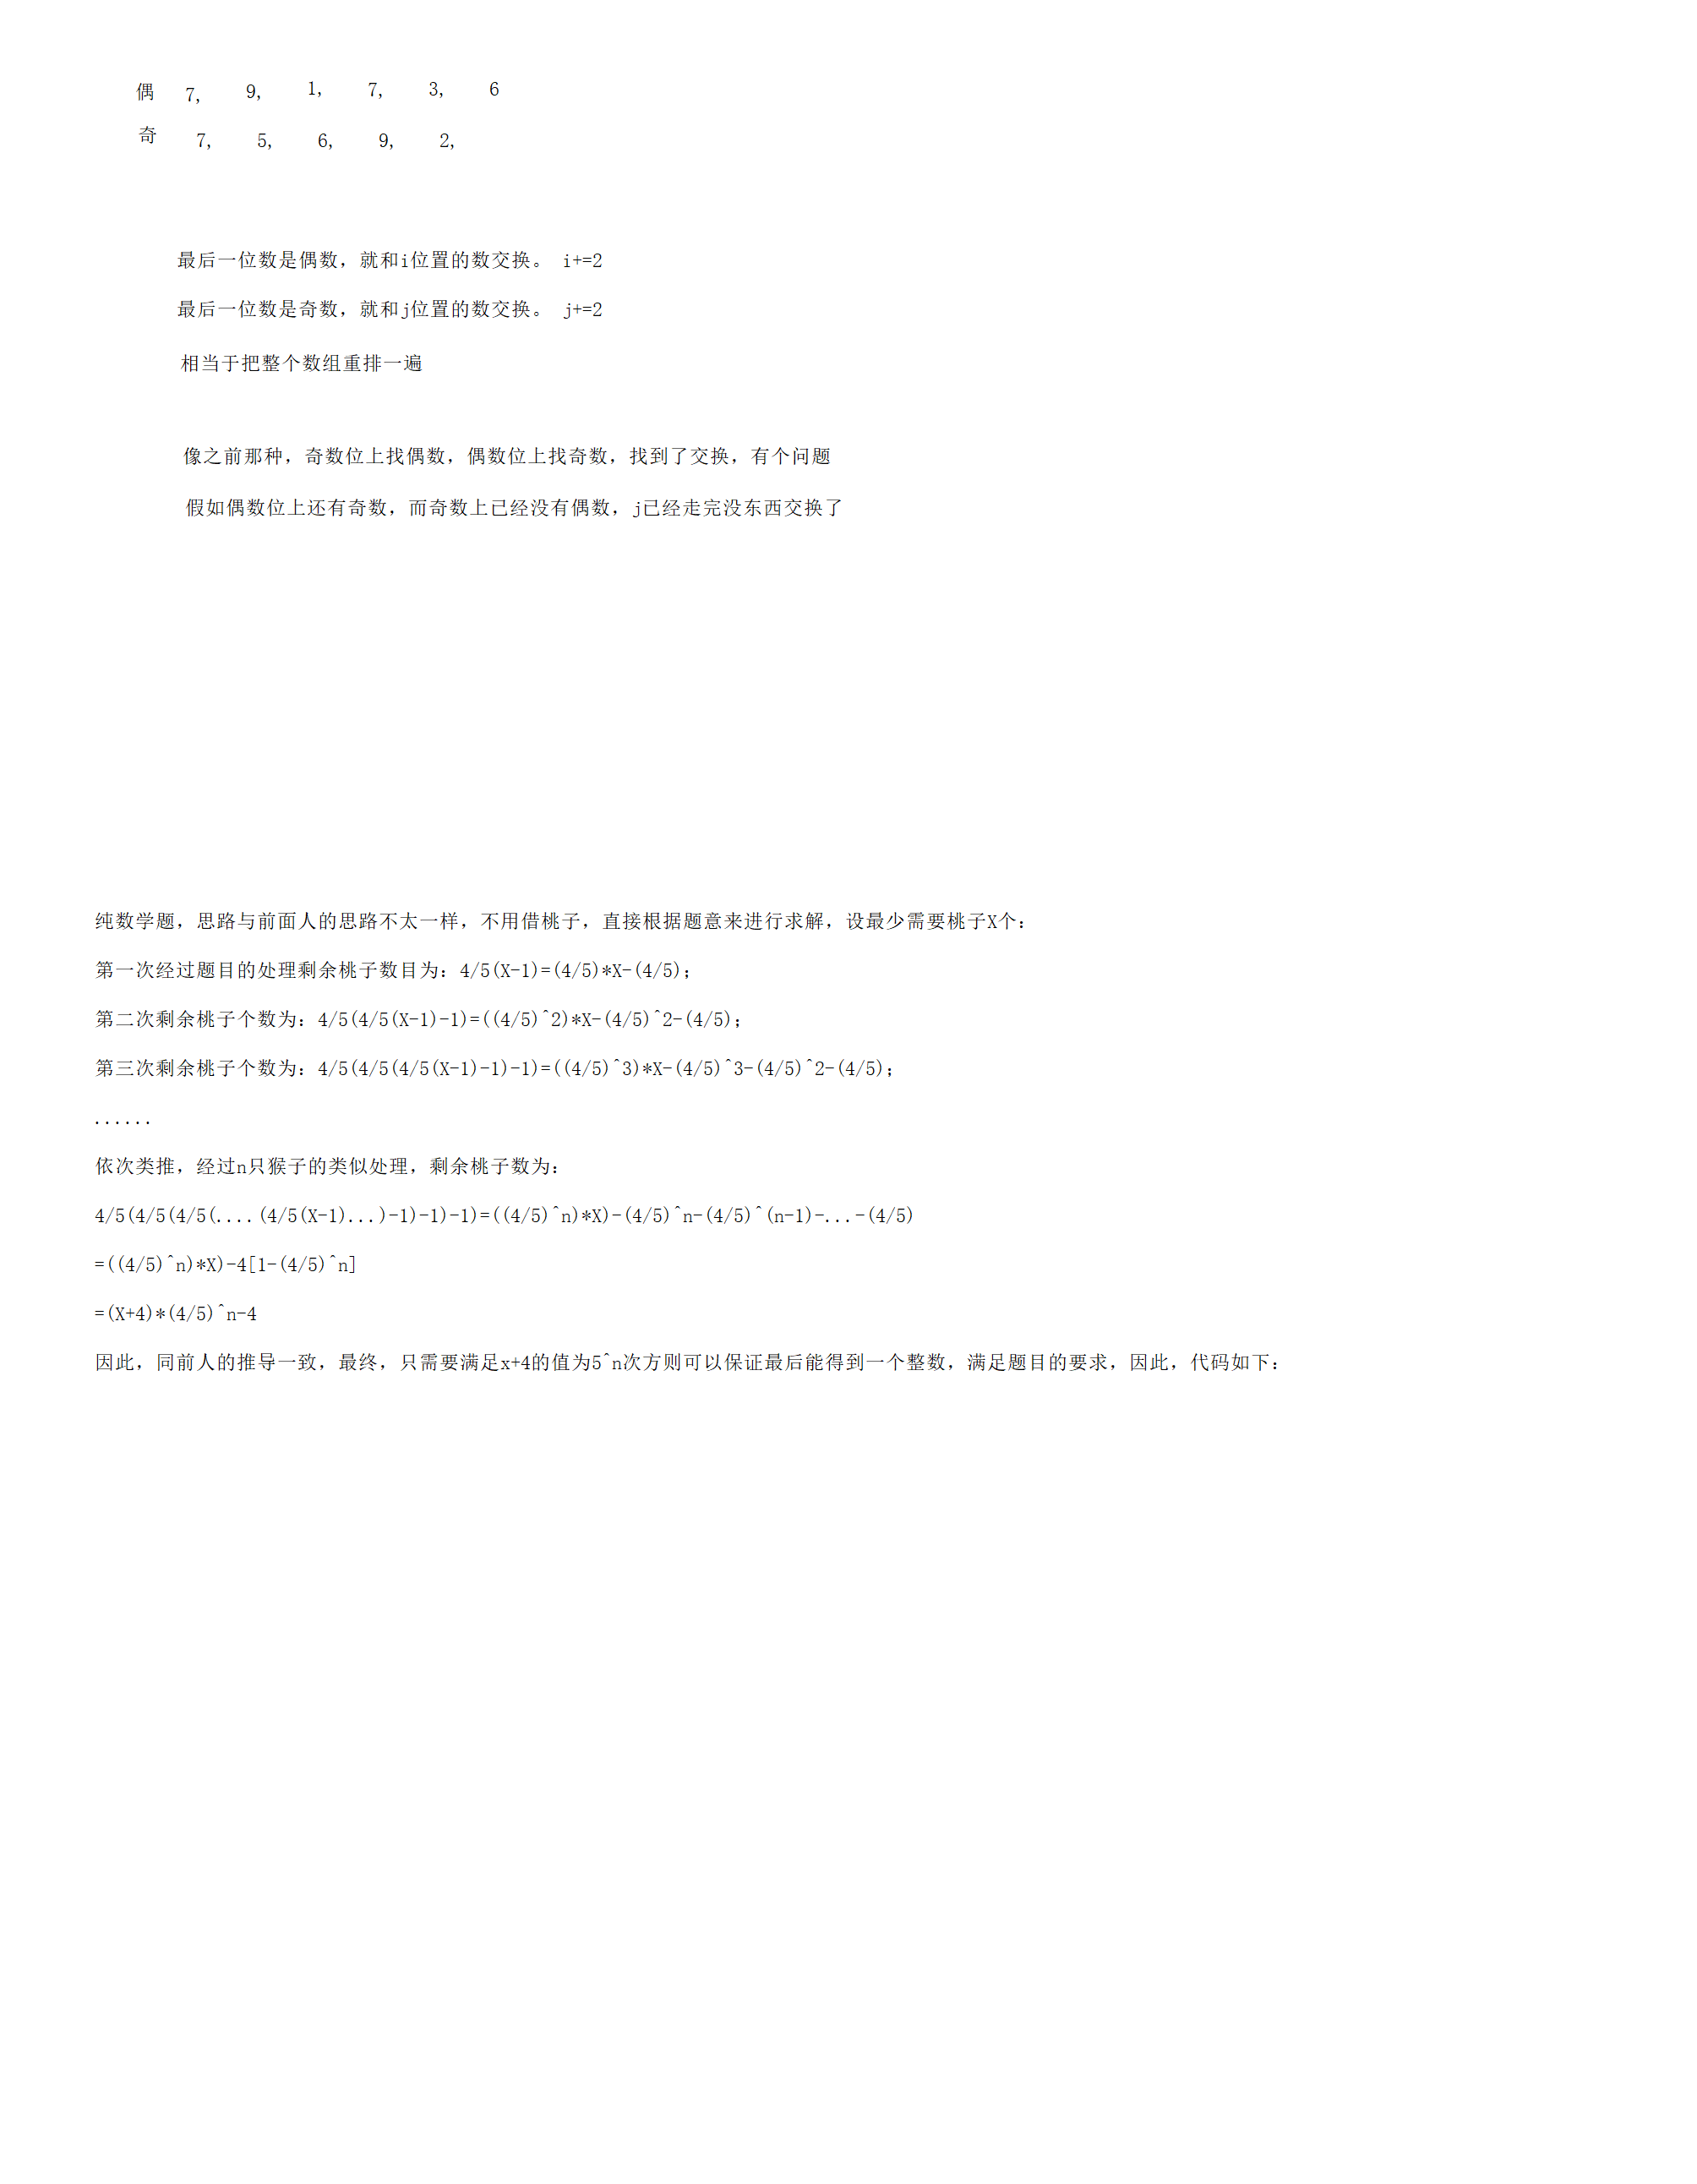 偶 7, 9, 1, 7, 3, 6
奇 7, 5, 6, 9, 2,
最后一位数是偶数，就和i位置的数交换。 i+=2
最后一位数是奇数，就和j位置的数交换。 j+=2
相当于把整个数组重排一遍
像之前那种，奇数位上找偶数，偶数位上找奇数，找到了交换，有个问题
假如偶数位上还有奇数，而奇数上已经没有偶数，j已经走完没东西交换了
纯数学题，思路与前面人的思路不太一样，不用借桃子，直接根据题意来进行求解，设最少需要桃子X个：
第一次经过题目的处理剩余桃子数目为：4/5(X-1)=(4/5)*X-(4/5)；
第二次剩余桃子个数为：4/5(4/5(X-1)-1)=((4/5)^2)*X-(4/5)^2-(4/5)；
第三次剩余桃子个数为：4/5(4/5(4/5(X-1)-1)-1)=((4/5)^3)*X-(4/5)^3-(4/5)^2-(4/5)；
......
依次类推，经过n只猴子的类似处理，剩余桃子数为：
4/5(4/5(4/5(....(4/5(X-1)...)-1)-1)-1)=((4/5)^n)*X)-(4/5)^n-(4/5)^(n-1)-...-(4/5)
=((4/5)^n)*X)-4[1-(4/5)^n]
=(X+4)*(4/5)^n-4
因此，同前人的推导一致，最终，只需要满足x+4的值为5^n次方则可以保证最后能得到一个整数，满足题目的要求，因此，代码如下：